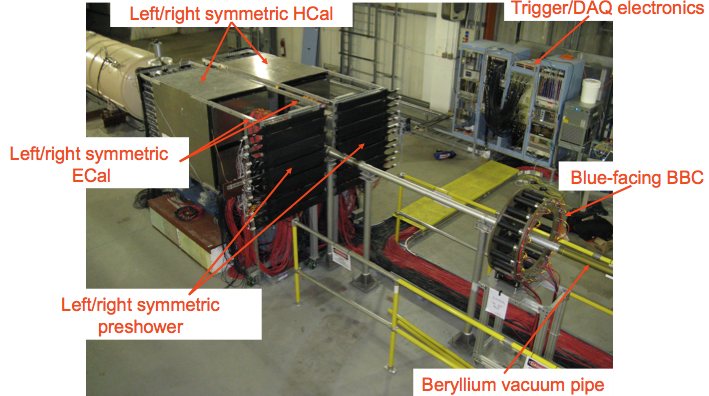 Left/right symmetric HCal
Trigger/DAQ electronics
Left/right symmetric
ECal
Blue-facing BBC
Left/right symmetric
preshower
Beryllium vacuum pipe